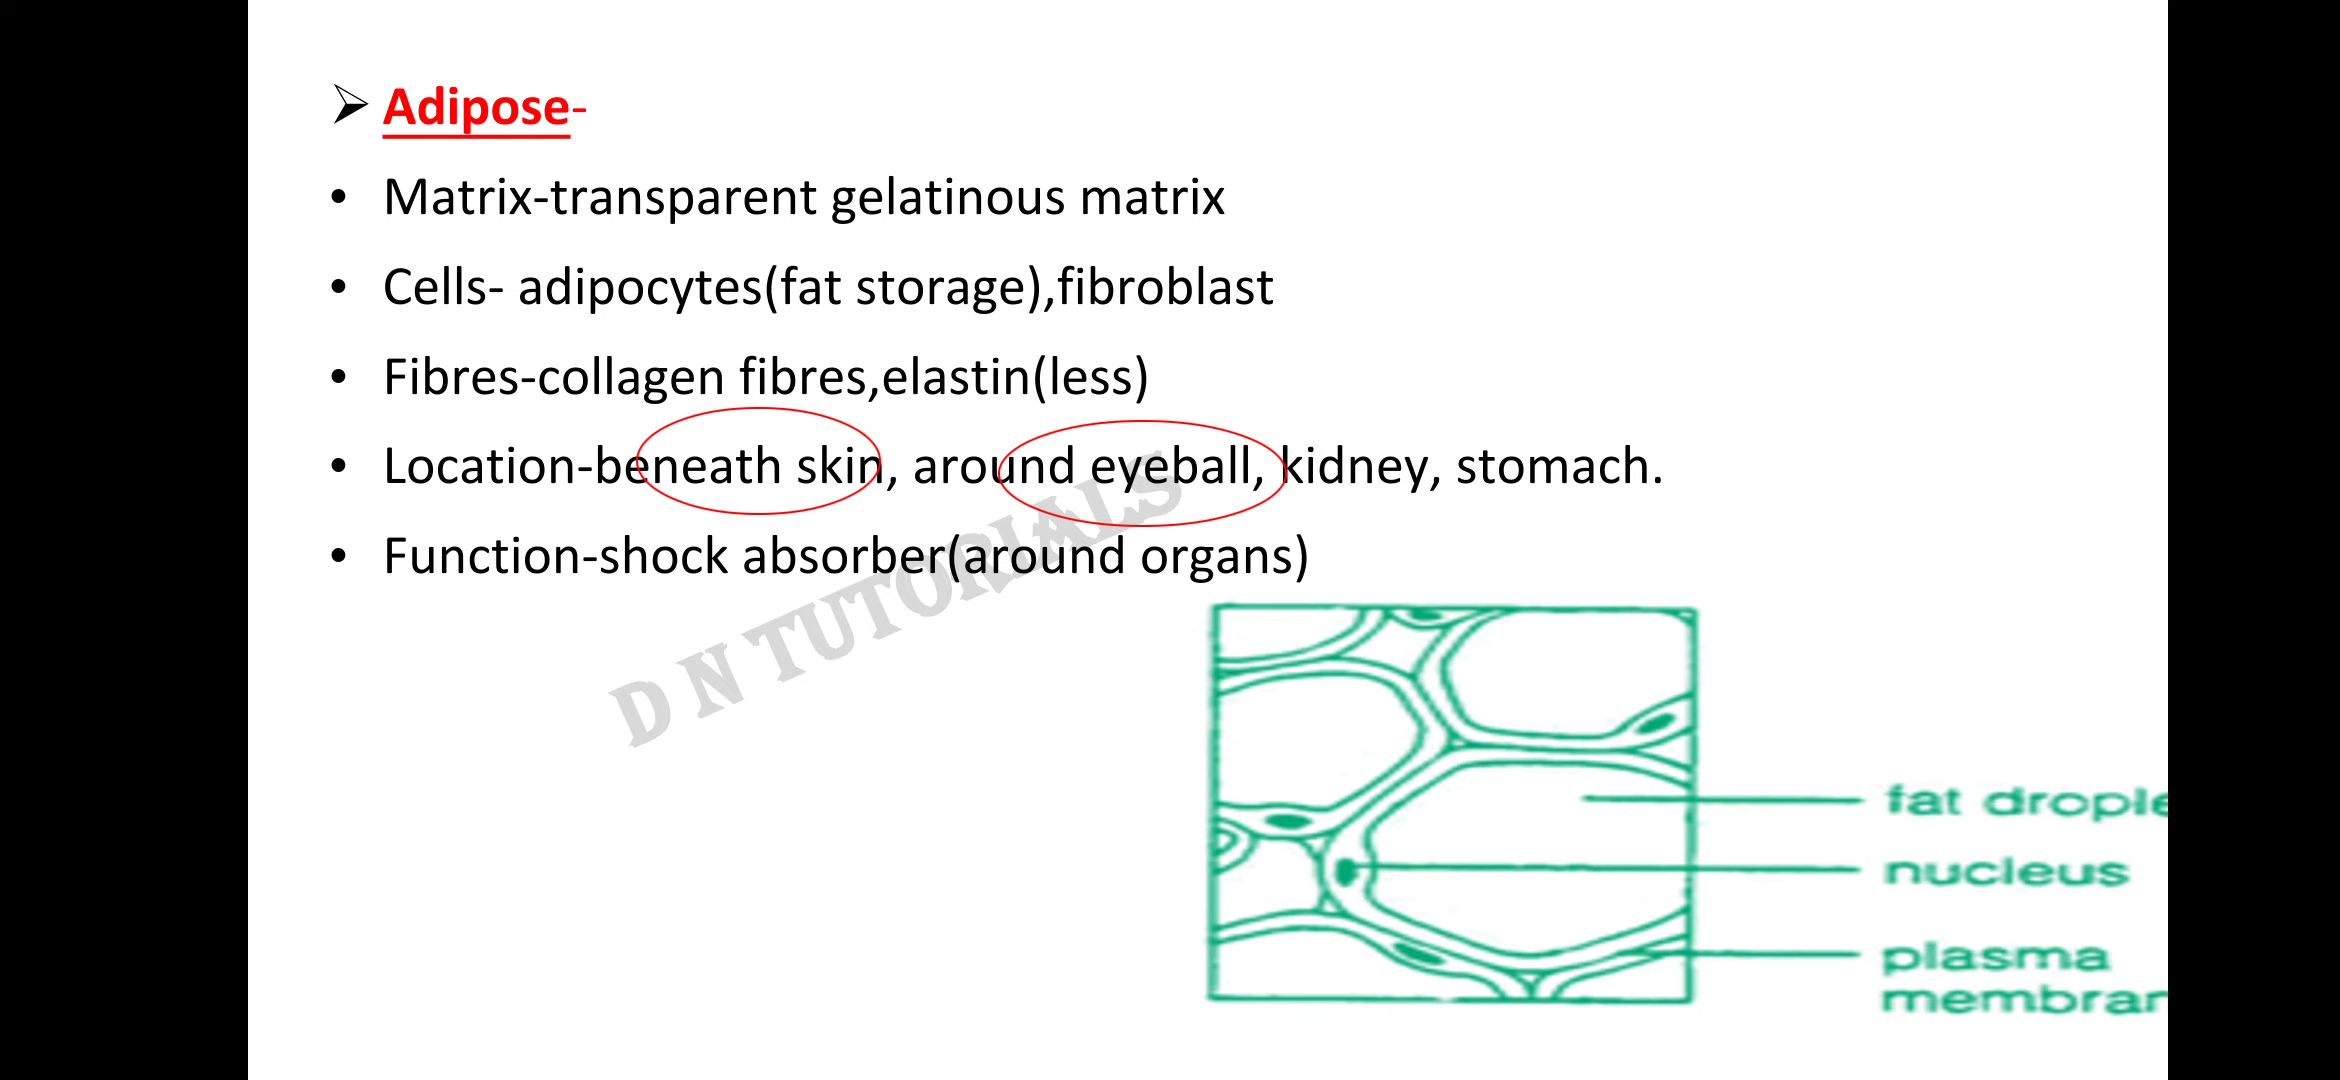 Adipose-
• Matrix-transparent gelatinous matrix
• Cells- adipocytes(fat storage),fibroblast
• Fibres-collagen fibres,elastin(less)
• Location-beneath skin, around eyeball, kidney, stomach.
• Function-shock absorber(around organs)
D N TUTORIALS
fat drople
nucleus
plasma
membran